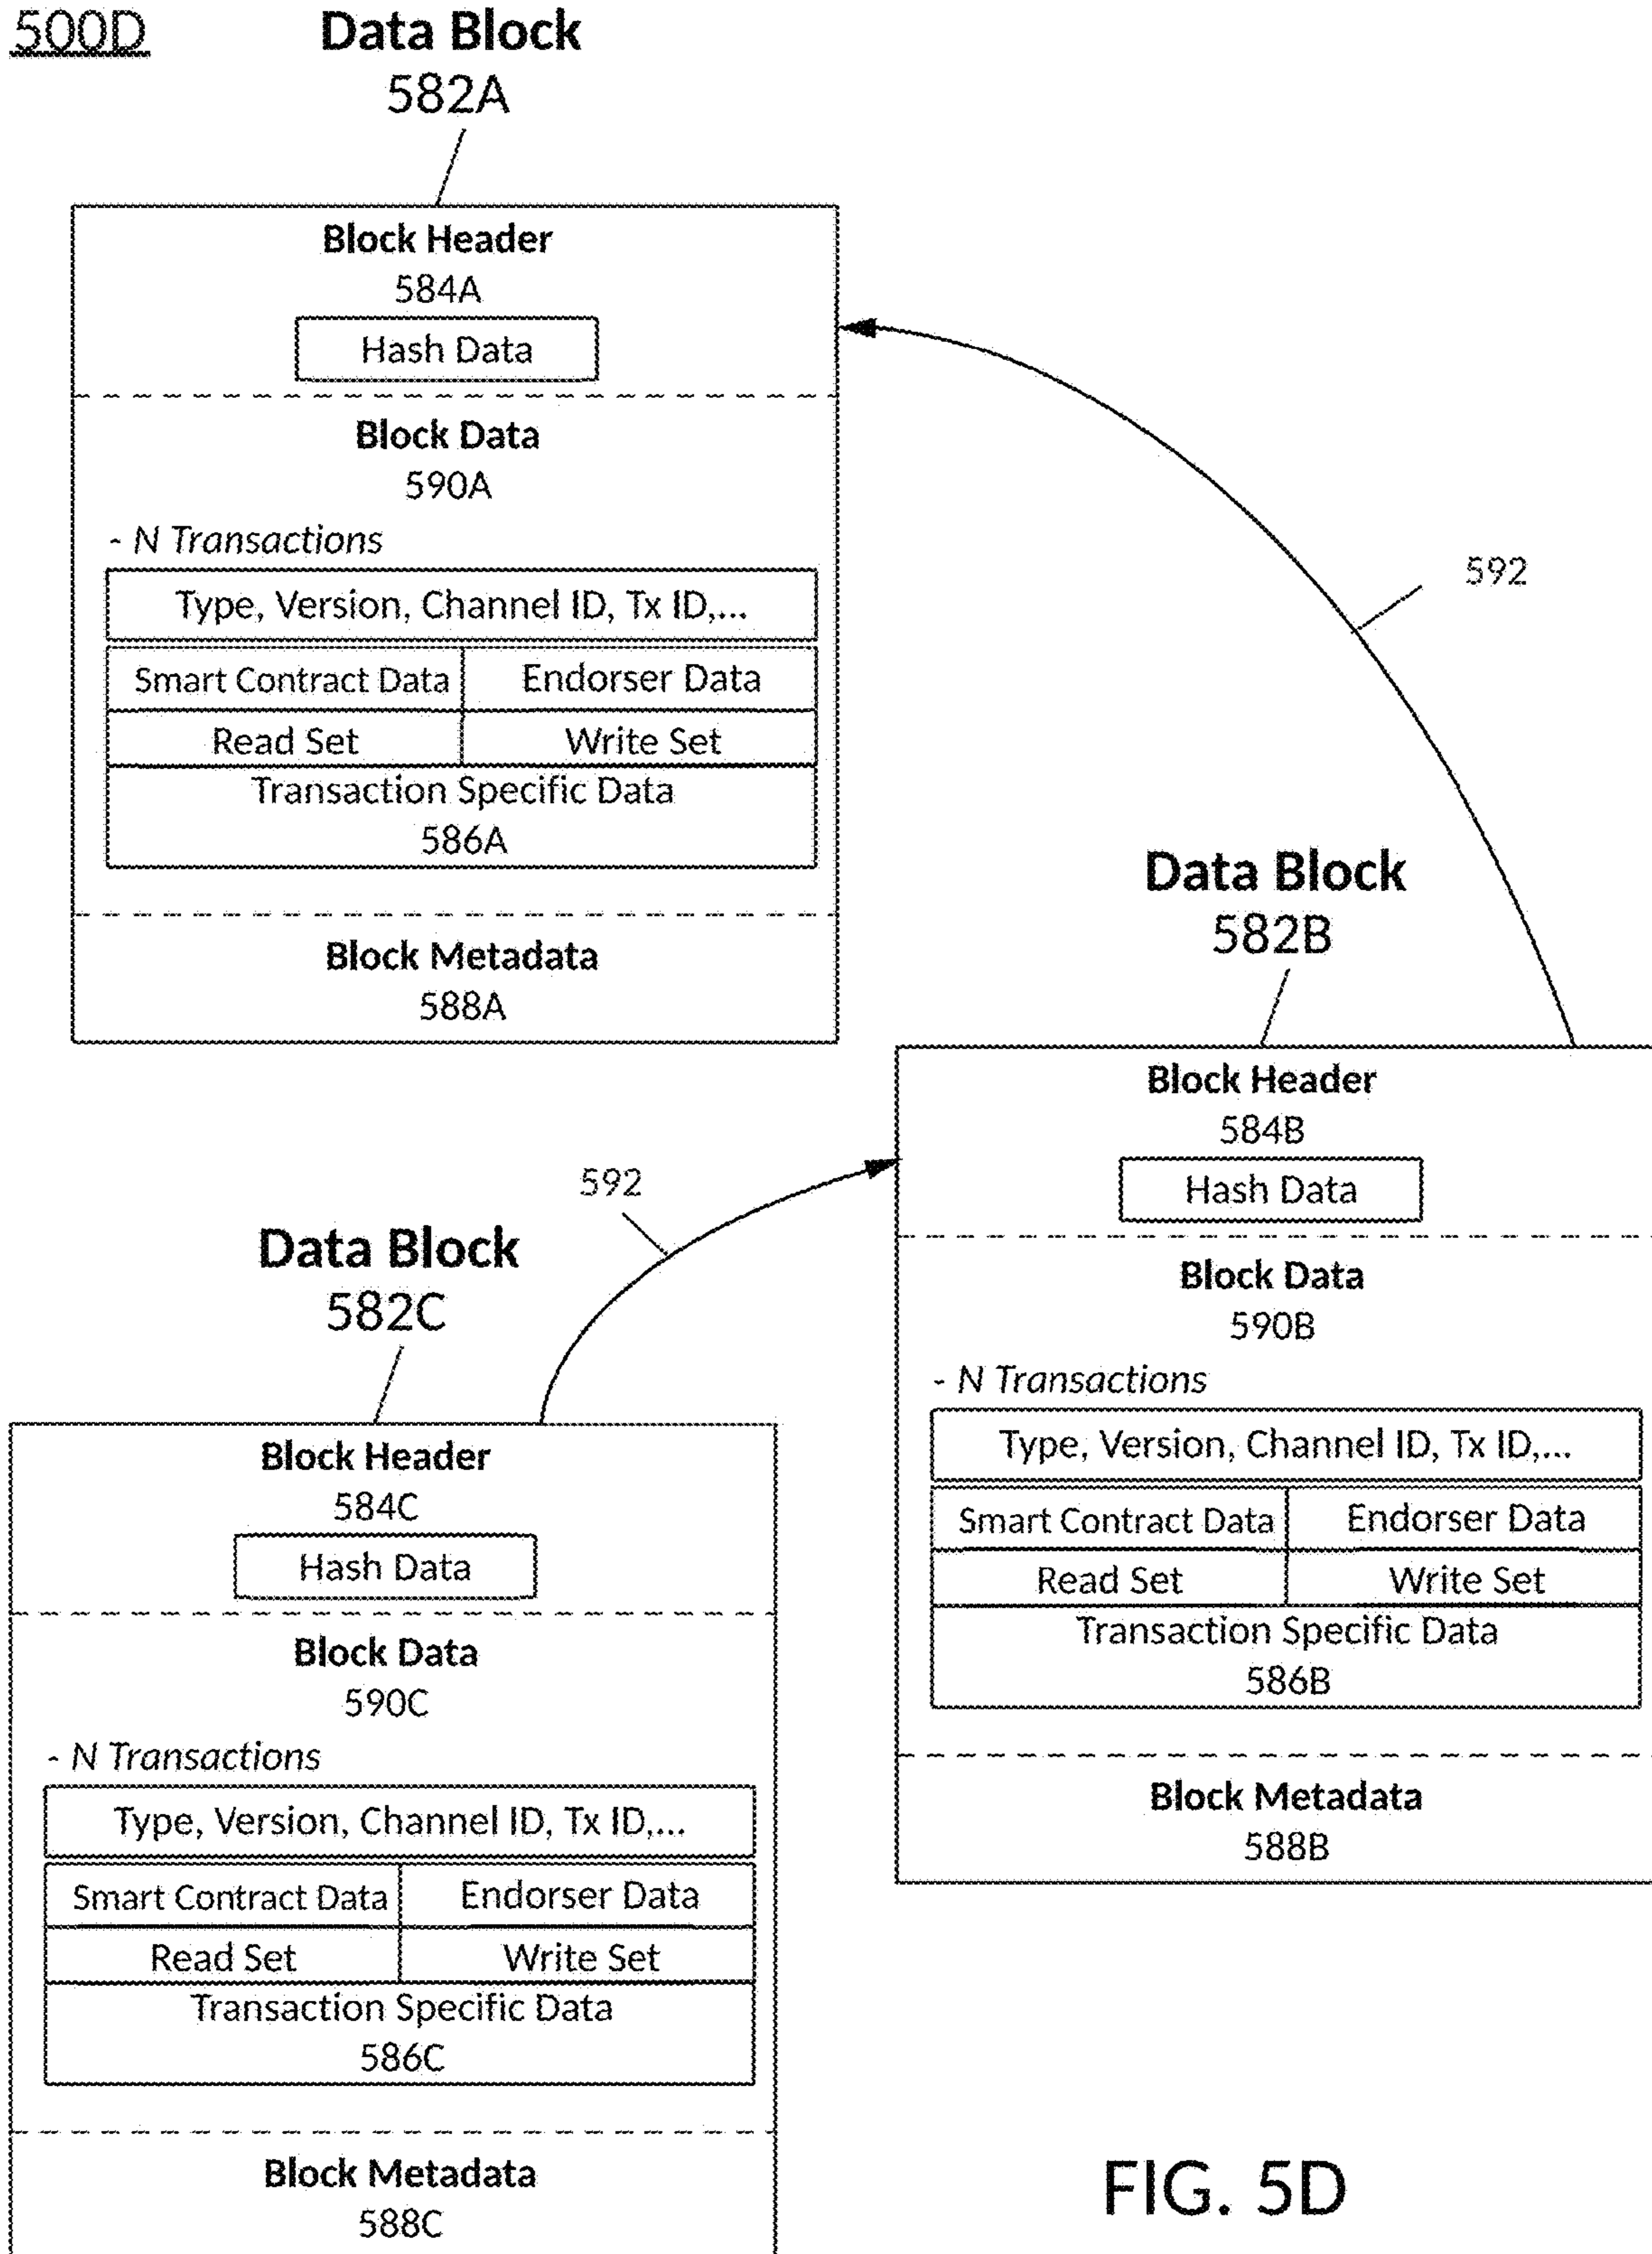 500D
Data Block
582A
Block Header
584A
Hash Data
Block Data
590A
- N Transactions
Type, Version, Channel ID, Tx ID,...
Smart Contract Data
Endorser Data
Read Set
Write Set
Transaction Specific Data
586A
Block Metadata
588A
592
Data Block
582B
Block Header
584B
Hash Data
Block Data
590B
- N Transactions
Type, Version, Channel ID, Tx ID,...
Smart Contract Data
Endorser Data
Read Set
Write Set
Transaction Specific Data
586B
Block Metadata
588B
592
Data Block
582C
Block Header
584C
Hash Data
Block Data
590C
- N Transactions
Type, Version, Channel ID, Tx ID,...
Smart Contract Data
Endorser Data
Read Set
Write Set
Transaction Specific Data
586C
Block Metadata
588C
FIG. 5D